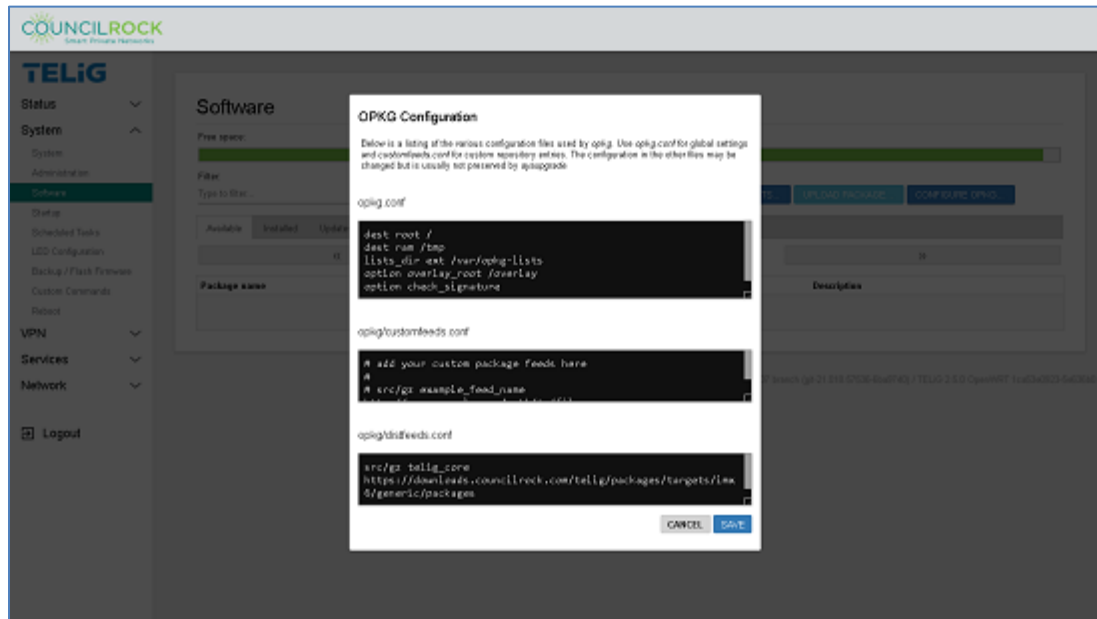 COUNCILROCK
Smart Private Networks
TELiG
Status
System
System
Administration
Software
Startup
Scheduled Tasks
LED Configuration
Backup / Flash Firmware
Custom Commands
Reboot
VPN
Services
Network
Logout
Software
Free space:
Filter:
Type to filter...
UPLOAD PACKAGE...
CONFIGURE OPKG...
Available Installed Updates
Package name
Description
OPKG Configuration
Below is a listing of the various configuration files used by opkg. Use opkg.conf for global settings
and customfeeds.conf for custom repository entries. The configuration in the other files may be
changed but is usually not preserved by sysupgrade
opkg.conf
dest root /
dest ram /tmp
lists_dir ext /var/opkg-lists
option overlay_root /overlay
option check_signature
opkg/customfeeds.conf
# add your custom package feeds here
#
# src/gz example_feed_name
opkg/distfeeds.conf
src/gz telig_core
https://downloads.councilrock.com/telig/packages/targets/imx
6/generic/packages
CANCEL SAVE